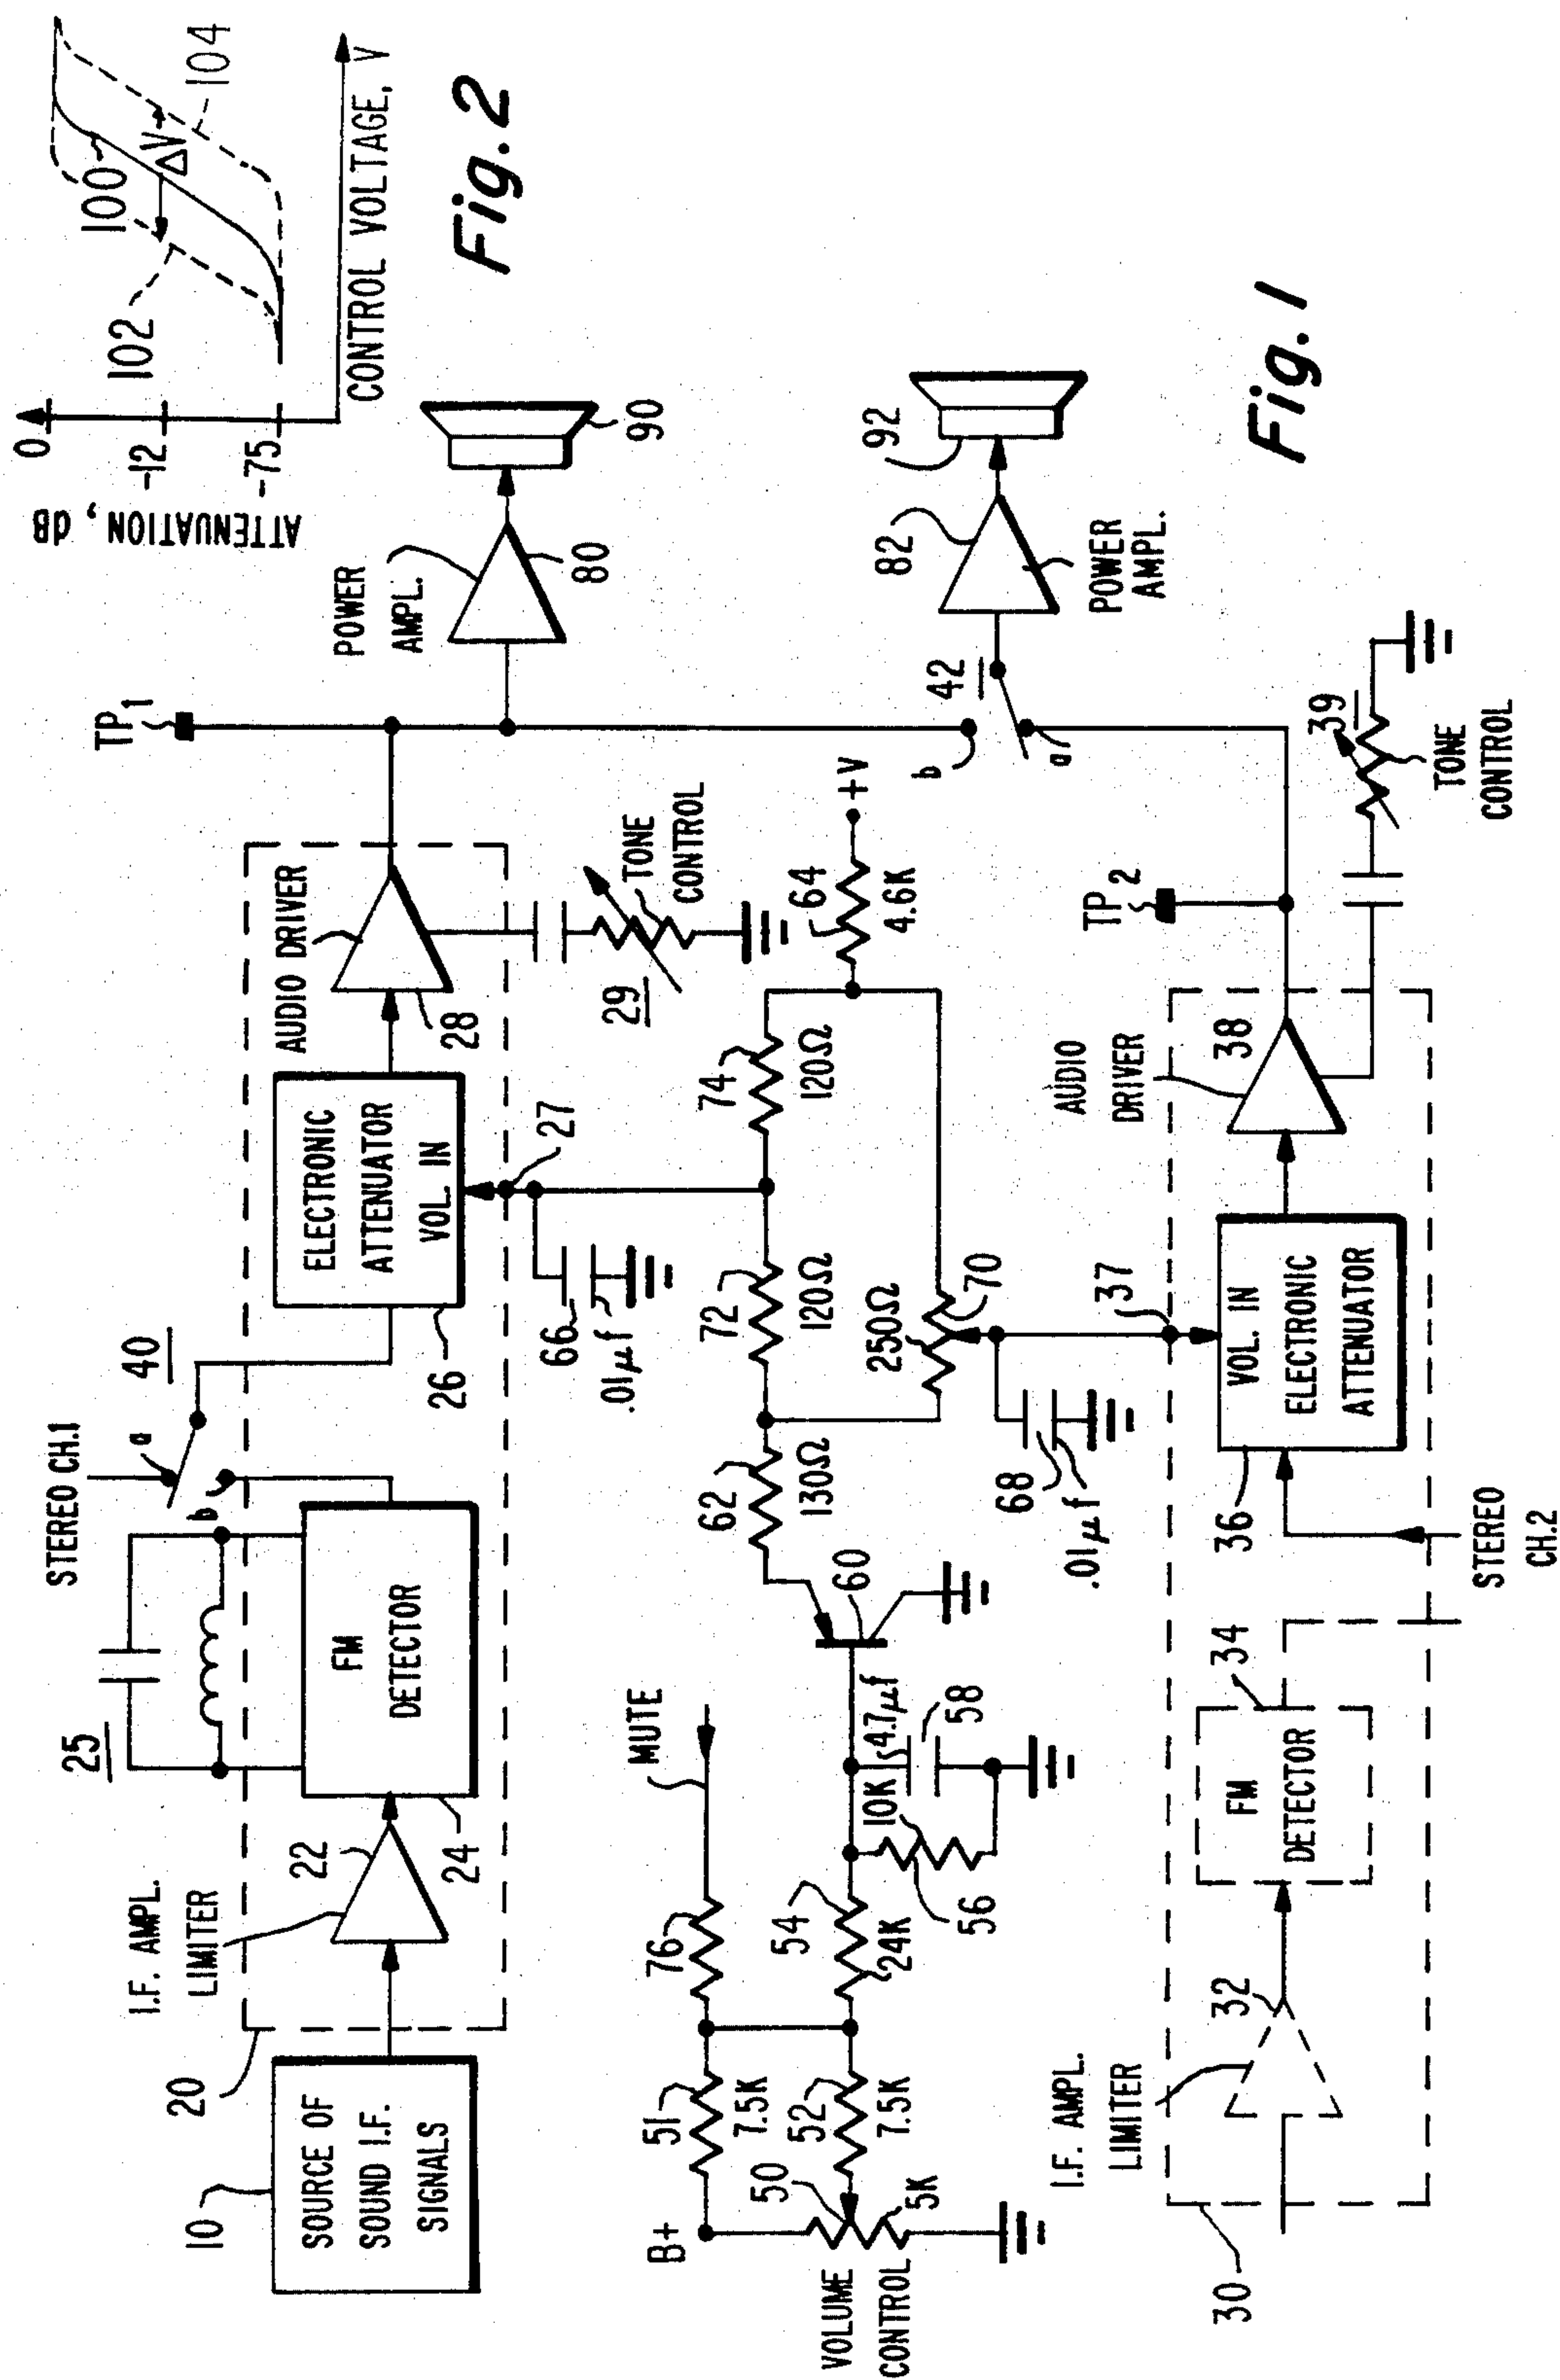 STEREO CH.1
25
40
a
b
I.F. AMPL.
LIMITER
22
FM
DETECTOR
24
20
10
SOURCE OF
SOUND I.F.
SIGNALS
ELECTRONIC
ATTENUATOR
VOL. IN
26
27
AUDIO DRIVER
28
TONE
CONTROL
29
66
.01μf
TP1
POWER
AMPL.
80
90
B+
51
7.5K
76
MUTE
VOLUME
CONTROL
50
5K
52
7.5K
54
24K
56
10K
4.7μf
58
60
62
130Ω
72
120Ω
74
120Ω
64
4.6K
+V
250Ω
70
68
.01μf
37
b
42
a
82
POWER
AMPL.
92
30
I.F. AMPL.
LIMITER
32
FM
DETECTOR
34
36
VOL. IN
ELECTRONIC
ATTENUATOR
STEREO
CH.2
AUDIO
DRIVER
38
TP2
39
TONE
CONTROL
Fig. 1
ATTENUATION, dB
0
-12
-75
102
100
ΔV
104
CONTROL VOLTAGE, V
Fig. 2